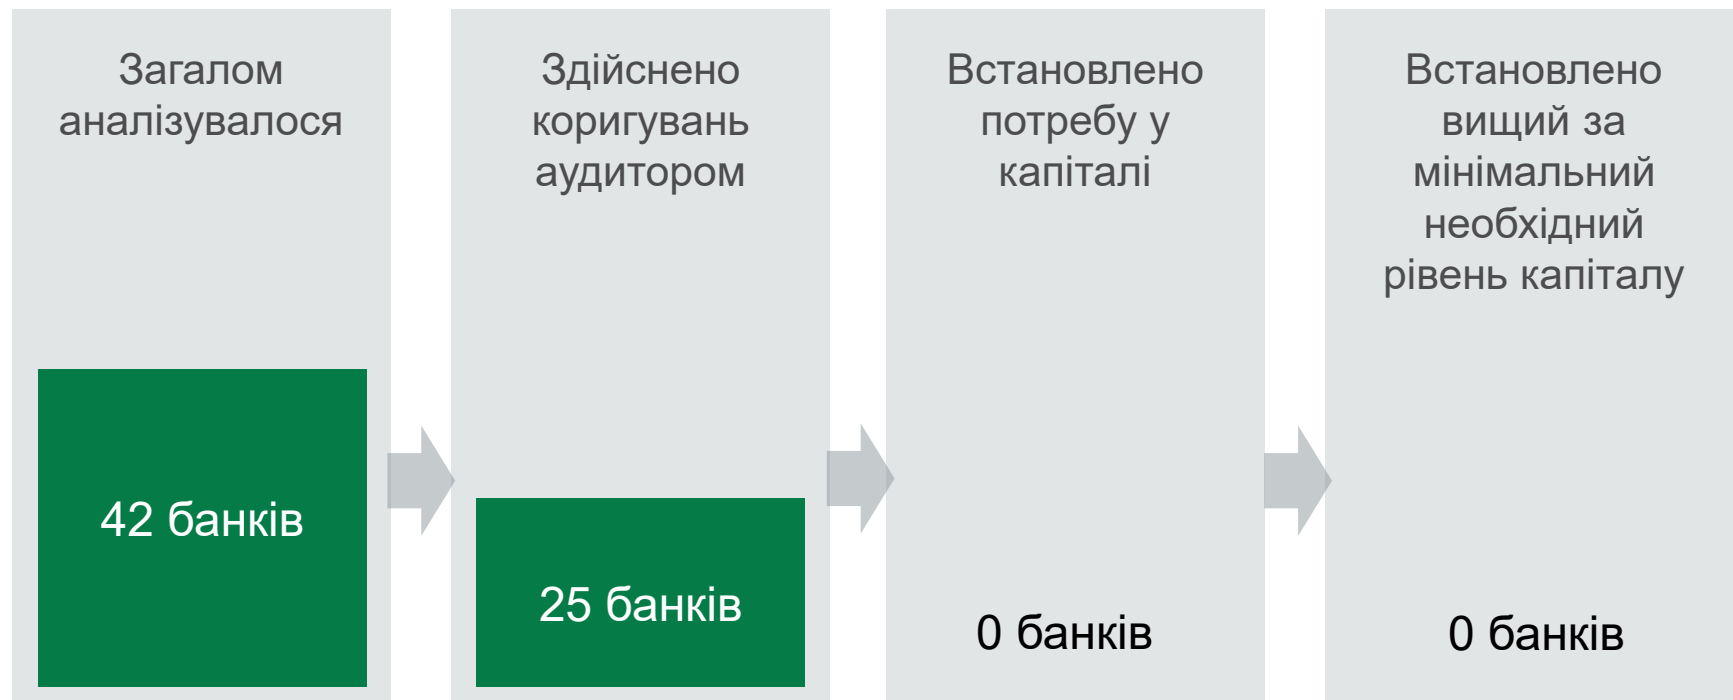 Загалом
аналізувалося
42 банків
Здійснено
коригувань
аудитором
25 банків
Встановлено
потребу у
капіталі
0 банків
Встановлено
вищий за
мінімальний
необхідний
рівень капіталу
0 банків